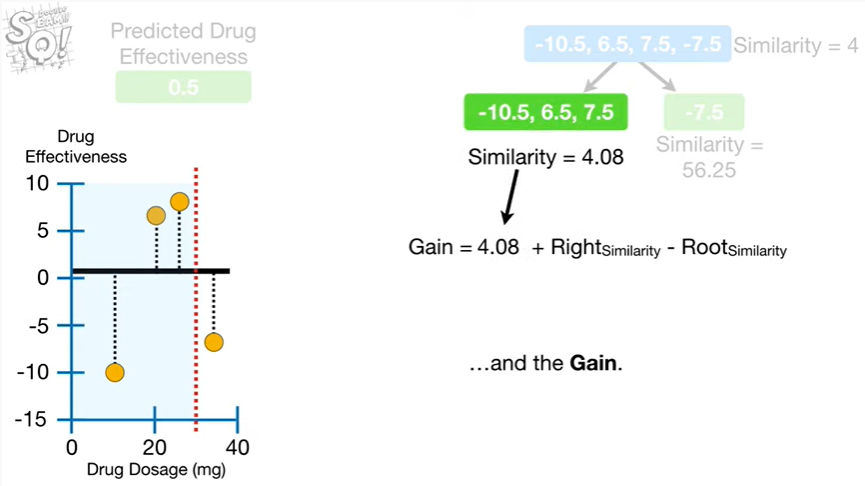 STATQUEST!
Predicted Drug
Effectiveness
0.5
-10.5, 6.5, 7.5, -7.5 Similarity = 4
-10.5, 6.5, 7.5
-7.5
Similarity = 4.08
Similarity =
56.25
Gain = 4.08 + RightSimilarity - RootSimilarity
…and the Gain.
Drug
Effectiveness
10
5
0
-5
-10
-15
0 20 40
Drug Dosage (mg)